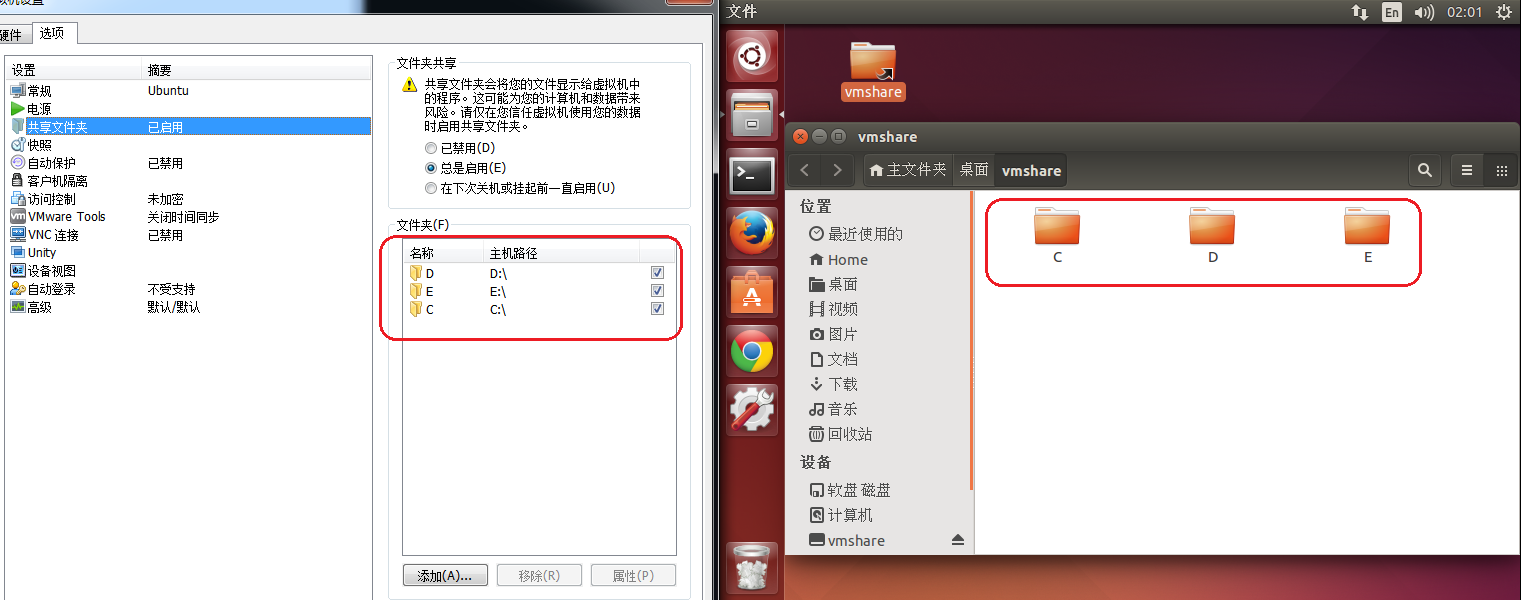 硬件 选项
设置 摘要
常规 Ubuntu
电源
共享文件夹 已启用
快照
自动保护 已禁用
客户机隔离
访问控制 未加密
VMware Tools 关闭时间同步
VNC 连接 已禁用
Unity
设备视图
自动登录 不受支持
高级 默认/默认
文件夹共享
共享文件夹会将您的文件显示给虚拟机中
的程序。这可能为您的计算机和数据带来
风险。请仅在您信任虚拟机使用您的数据
时启用共享文件夹。
已禁用(D)
总是启用(E)
在下次关机或挂起前一直启用(U)
文件夹(F)
名称 主机路径
D D:\
E E:\
C C:\
添加(A)... 移除(R) 属性(P)
文件 En 02:01
vmshare
vmshare
主文件夹 桌面 vmshare
位置
最近使用的
Home
桌面
视频
图片
文档
下载
音乐
回收站
设备
软盘 磁盘
计算机
vmshare
C D E